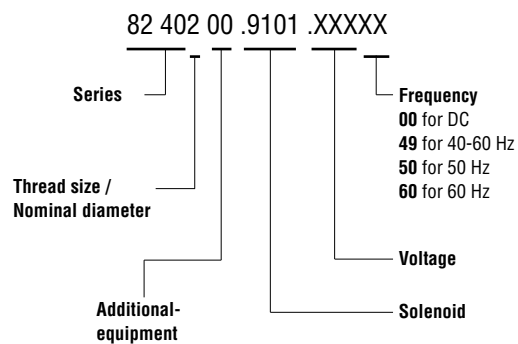 82 402 00 .9101 .XXXXX
Series
Frequency
00 for DC
49 for 40-60 Hz
50 for 50 Hz
60 for 60 Hz
Thread size /
Nominal diameter
Voltage
Additional-
equipment
Solenoid